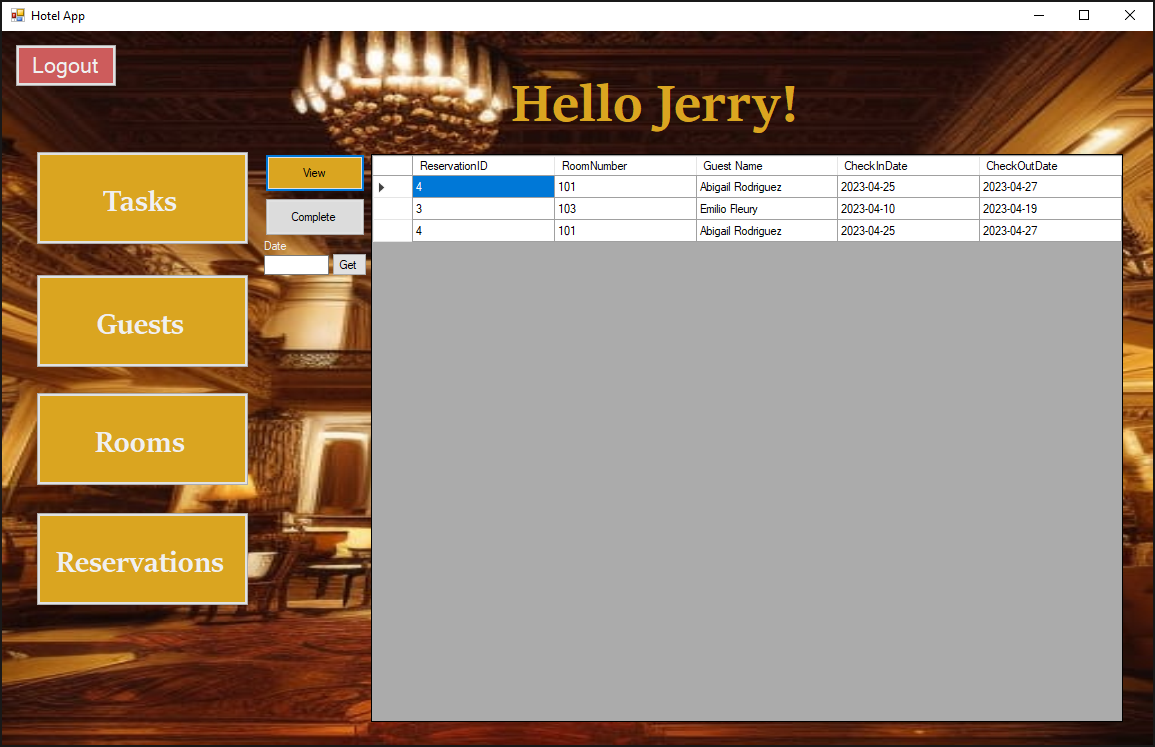 Hotel App
Logout
Hello Jerry!
Tasks
Guests
Rooms
Reservations
View
Complete
Date
Get
ReservationID RoomNumber Guest Name CheckInDate CheckOutDate
4 101 Abigail Rodriguez 2023-04-25 2023-04-27
3 103 Emilio Fleury 2023-04-10 2023-04-19
4 101 Abigail Rodriguez 2023-04-25 2023-04-27